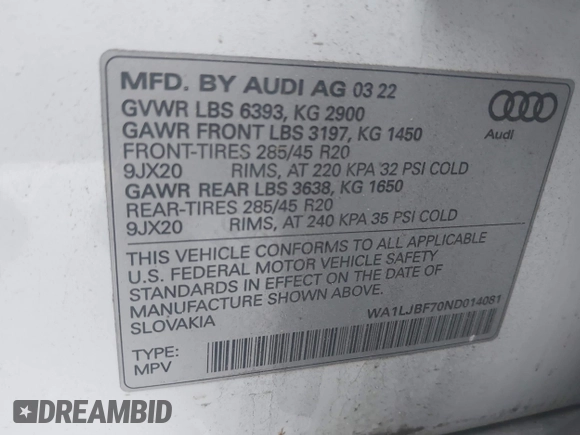 MFD. BY AUDI AG 03 22
GVWR LBS 6393, KG 2900
GAWR FRONT LBS 3197, KG 1450
FRONT-TIRES 285/45 R20
9JX20 RIMS, AT 220 KPA 32 PSI COLD
GAWR REAR LBS 3638, KG 1650
REAR-TIRES 285/45 R20
9JX20 RIMS, AT 240 KPA 35 PSI COLD
Audi
THIS VEHICLE CONFORMS TO ALL APPLICABLE
U.S. FEDERAL MOTOR VEHICLE SAFETY
STANDARDS IN EFFECT ON THE DATE OF
MANUFACTURE SHOWN ABOVE.
SLOVAKIA
WA1LJBF70ND014081
TYPE:
MPV
DREAMBID